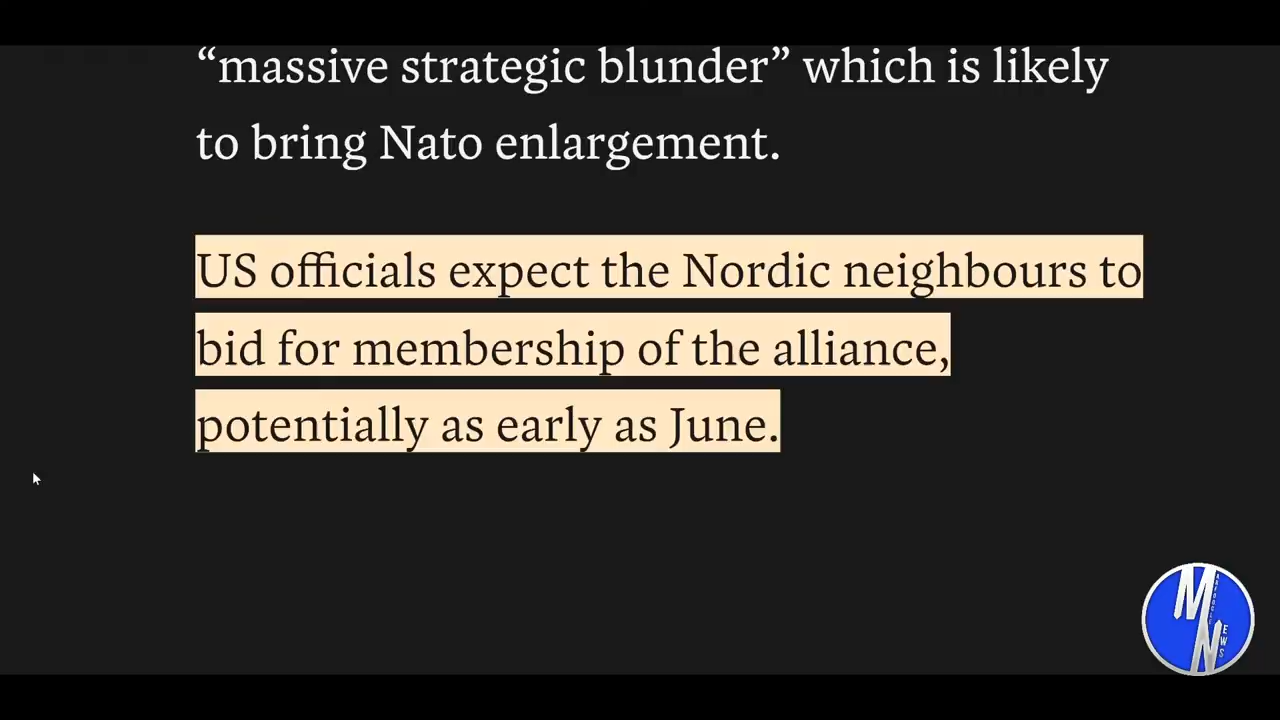 “massive strategic blunder” which is likely
to bring Nato enlargement.
US officials expect the Nordic neighbours to
bid for membership of the alliance,
potentially as early as June.
M
N
EWS